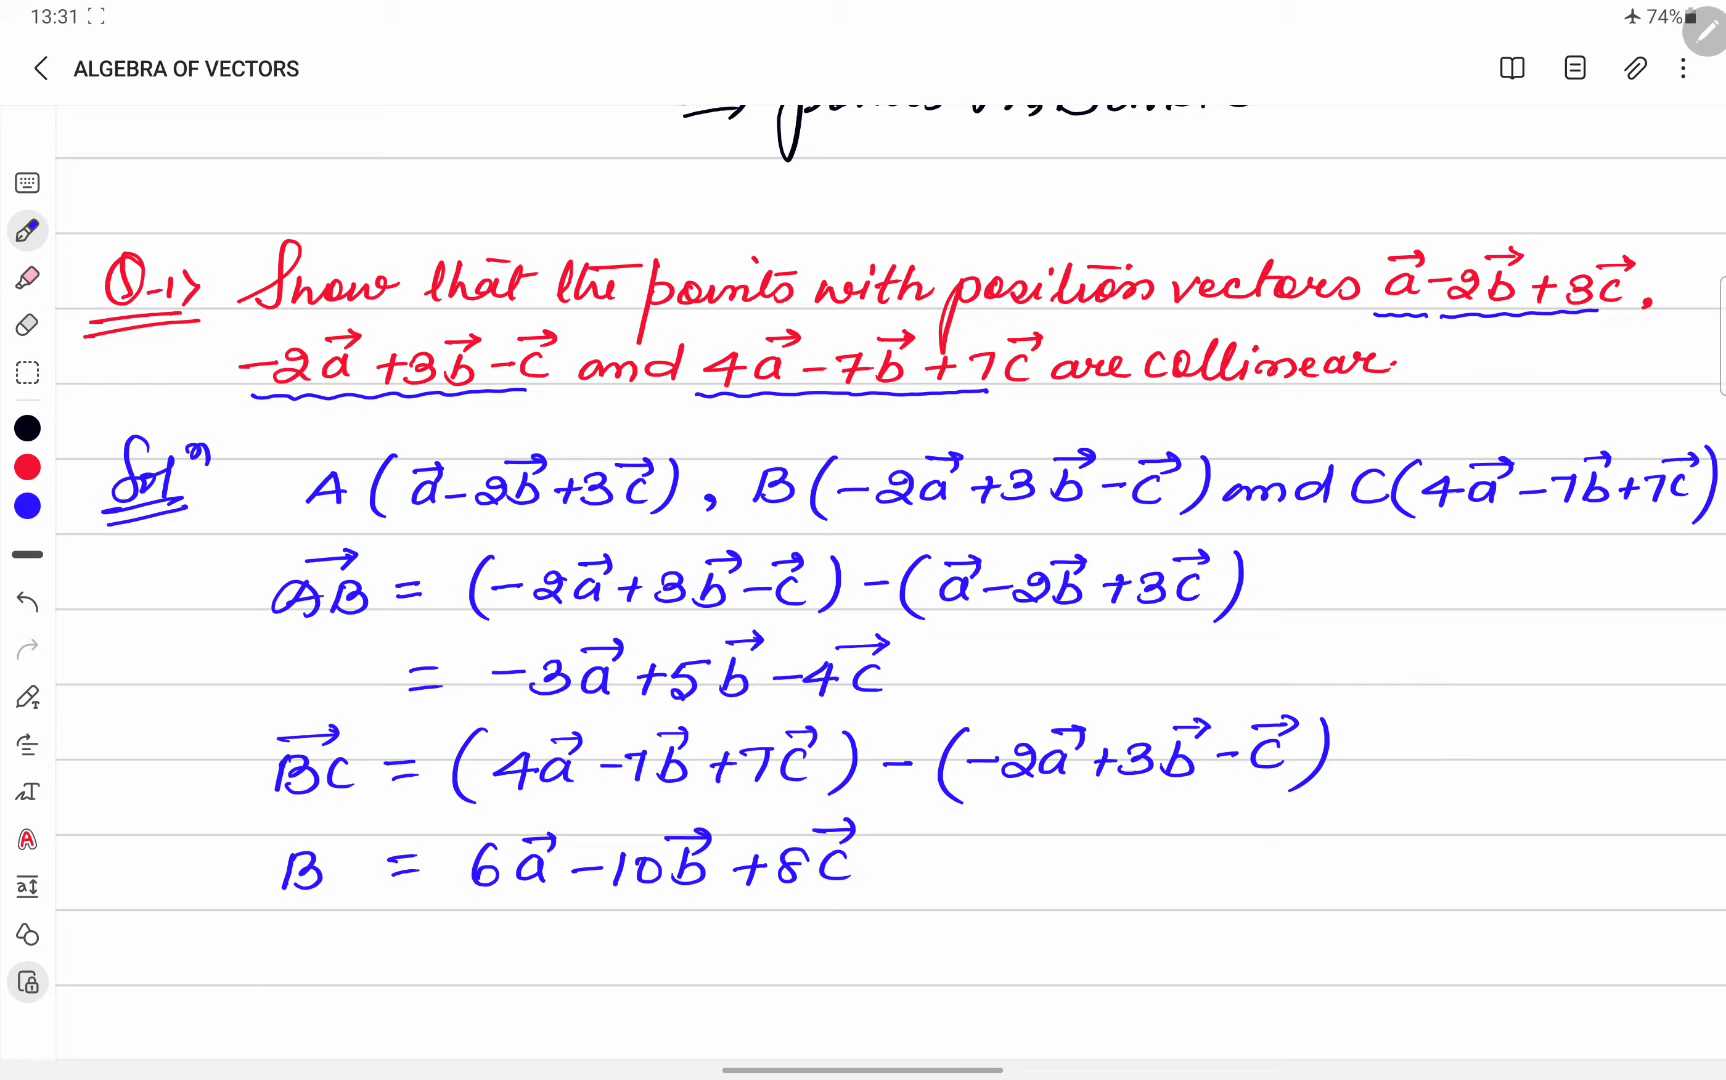 13:31 74%
ALGEBRA OF VECTORS
Q-1> Show that the points with position vectors a⃗ -2b⃗ +3c⃗,
-2a⃗ +3b⃗ -c⃗ and 4a⃗ -7b⃗ +7c⃗ are collinear.
Solⁿ A (a⃗ -2b⃗ +3c⃗), B(-2a⃗ +3b⃗ -c⃗) and C(4a⃗ -7b⃗ +7c⃗)
A⃗B⃗ = (-2a⃗ +3b⃗ -c⃗) - (a⃗ -2b⃗ +3c⃗)
= -3a⃗ +5b⃗ -4c⃗
B⃗C⃗ = (4a⃗ -7b⃗ +7c⃗) - (-2a⃗ +3b⃗ -c⃗)
B = 6a⃗ -10b⃗ +8c⃗